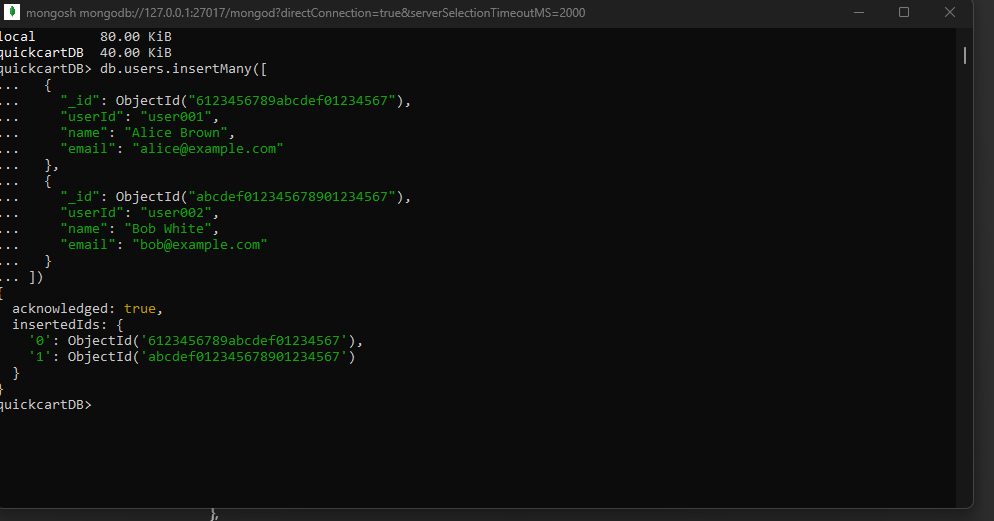 mongosh mongodb://127.0.0.1:27017/mongod?directConnection=true&serverSelectionTimeoutMS=2000
local 80.00 KiB
quickcartDB 40.00 KiB
quickcartDB> db.users.insertMany([
... {
... "_id": ObjectId("6123456789abcdef01234567"),
... "userId": "user001",
... "name": "Alice Brown",
... "email": "alice@example.com"
... },
... {
... "_id": ObjectId("abcdef012345678901234567"),
... "userId": "user002",
... "name": "Bob White",
... "email": "bob@example.com"
... }
... ])
{
acknowledged: true,
insertedIds: {
'0': ObjectId('6123456789abcdef01234567'),
'1': ObjectId('abcdef012345678901234567')
}
}
quickcartDB>
},